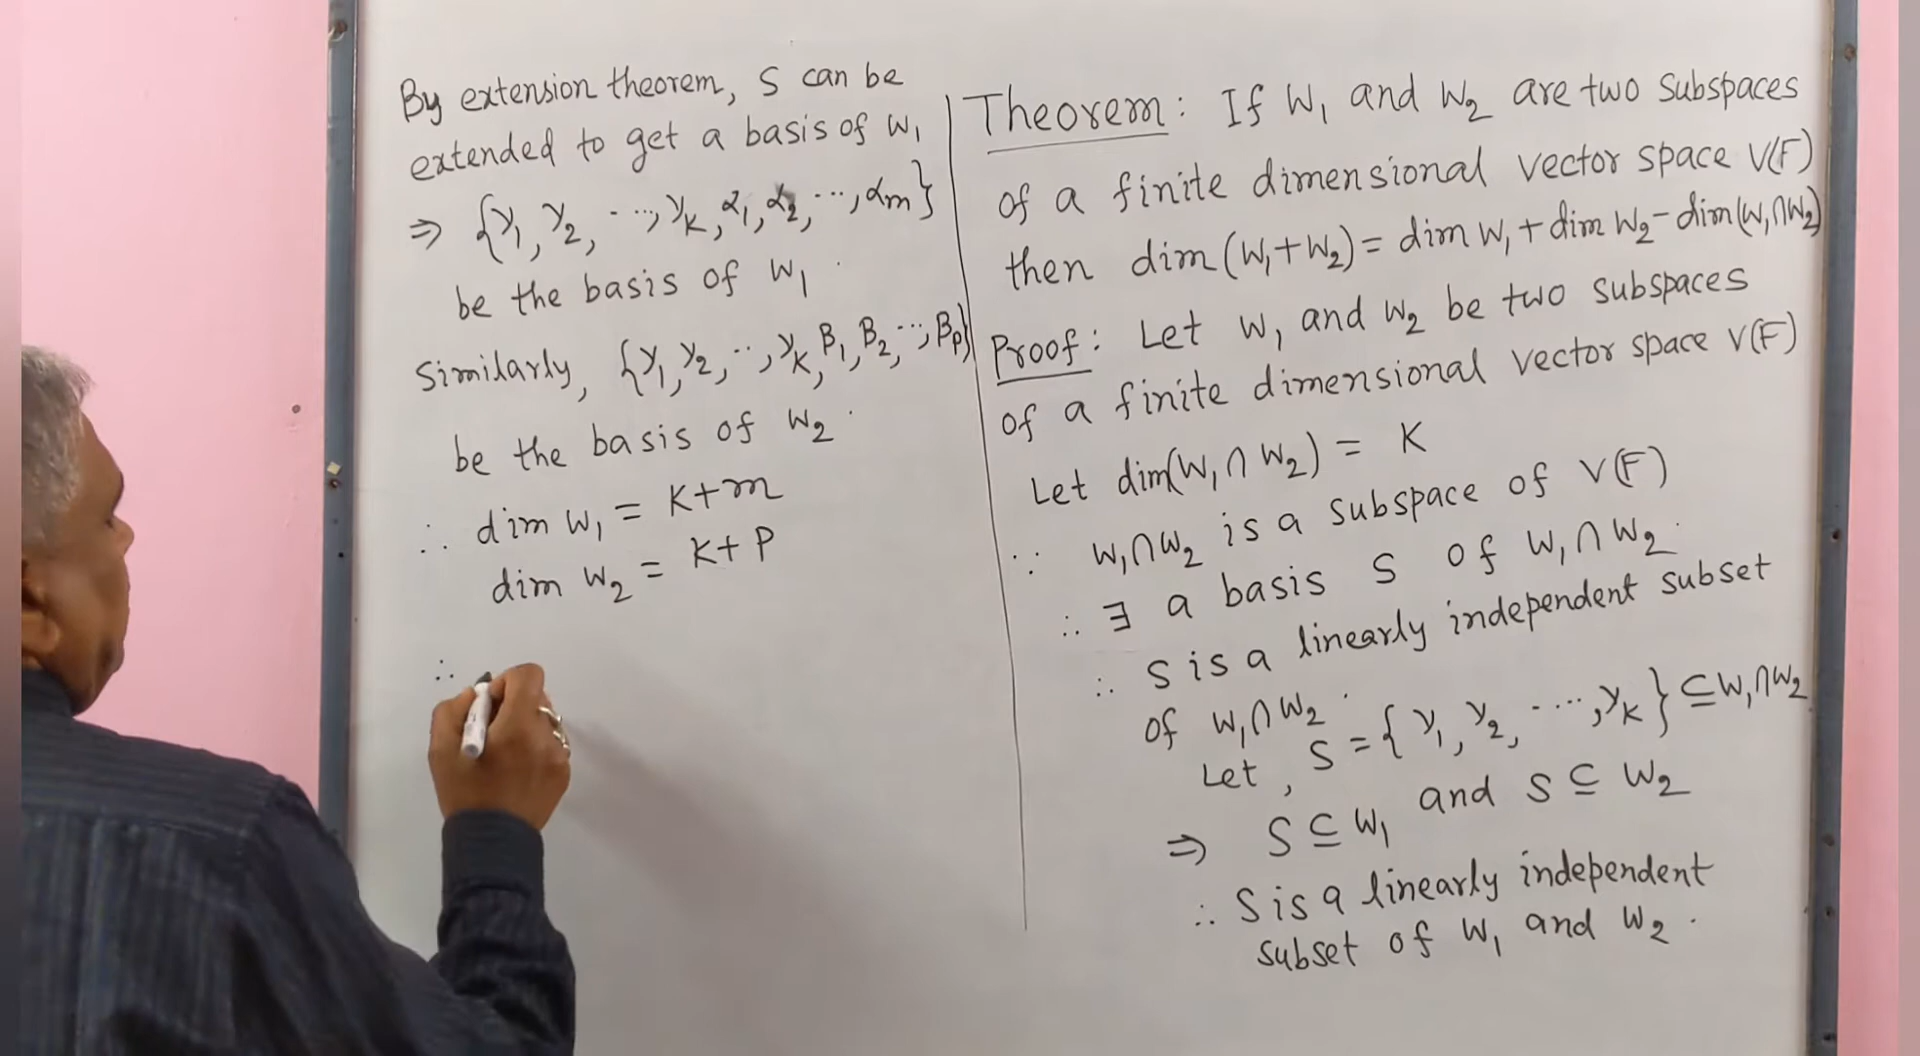 Theorem: If W₁ and W₂ are two subspaces
of a finite dimensional vector space V(F)
then dim(W₁+W₂) = dim W₁ + dim W₂ - dim(W₁∩W₂)
Proof: Let W₁ and W₂ be two subspaces
of a finite dimensional vector space V(F)
Let dim(W₁∩W₂) = K
∵ W₁∩W₂ is a subspace of V(F)
∴ ∃ a basis S of W₁∩W₂.
∴ S is a linearly independent subset
of W₁∩W₂.
Let, S = {γ₁, γ₂, ...., γₖ} ⊆ W₁∩W₂
⇒ S ⊆ W₁ and S ⊆ W₂
∴ S is a linearly independent
subset of W₁ and W₂.
By extension theorem, S can be
extended to get a basis of W₁
⇒ {γ₁, γ₂, ...., γₖ, α₁, α₂, ..., αm}
be the basis of W₁.
Similarly, {γ₁, γ₂, .., γₖ, β₁, β₂, ..., βp}
be the basis of W₂.
∴ dim W₁ = K+m
dim W₂ = K+P
∴